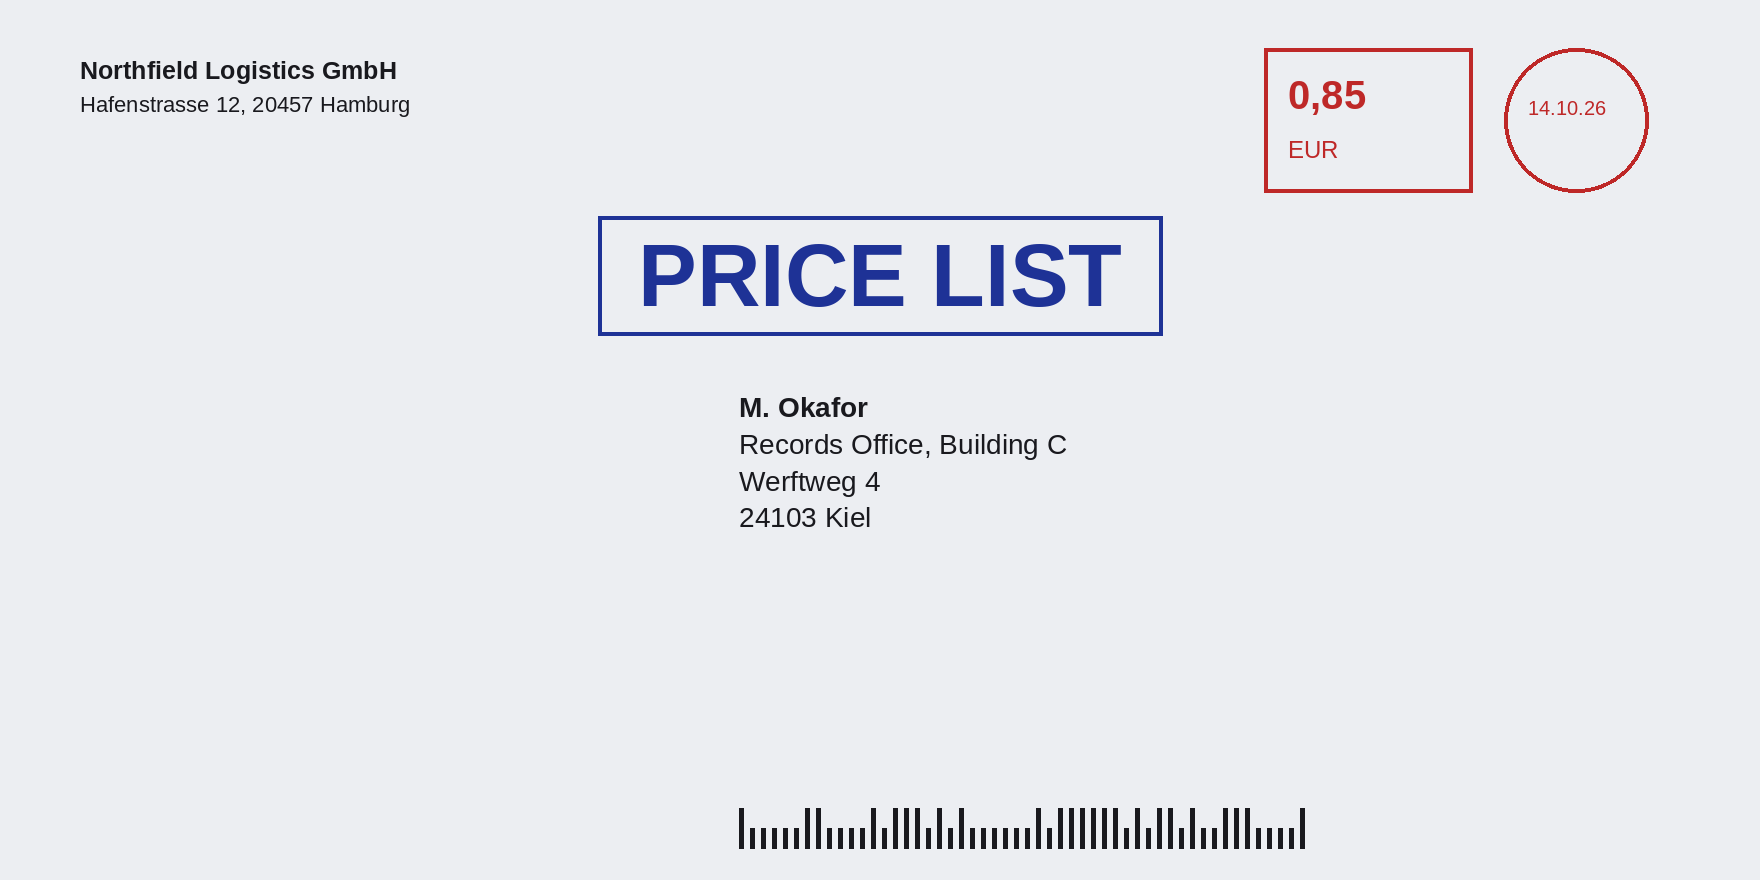 Northfield Logistics GmbH
Hafenstrasse 12, 20457 Hamburg
0,85
EUR
14.10.26
PRICE LIST
M. Okafor
Records Office, Building C
Werftweg 4
24103 Kiel